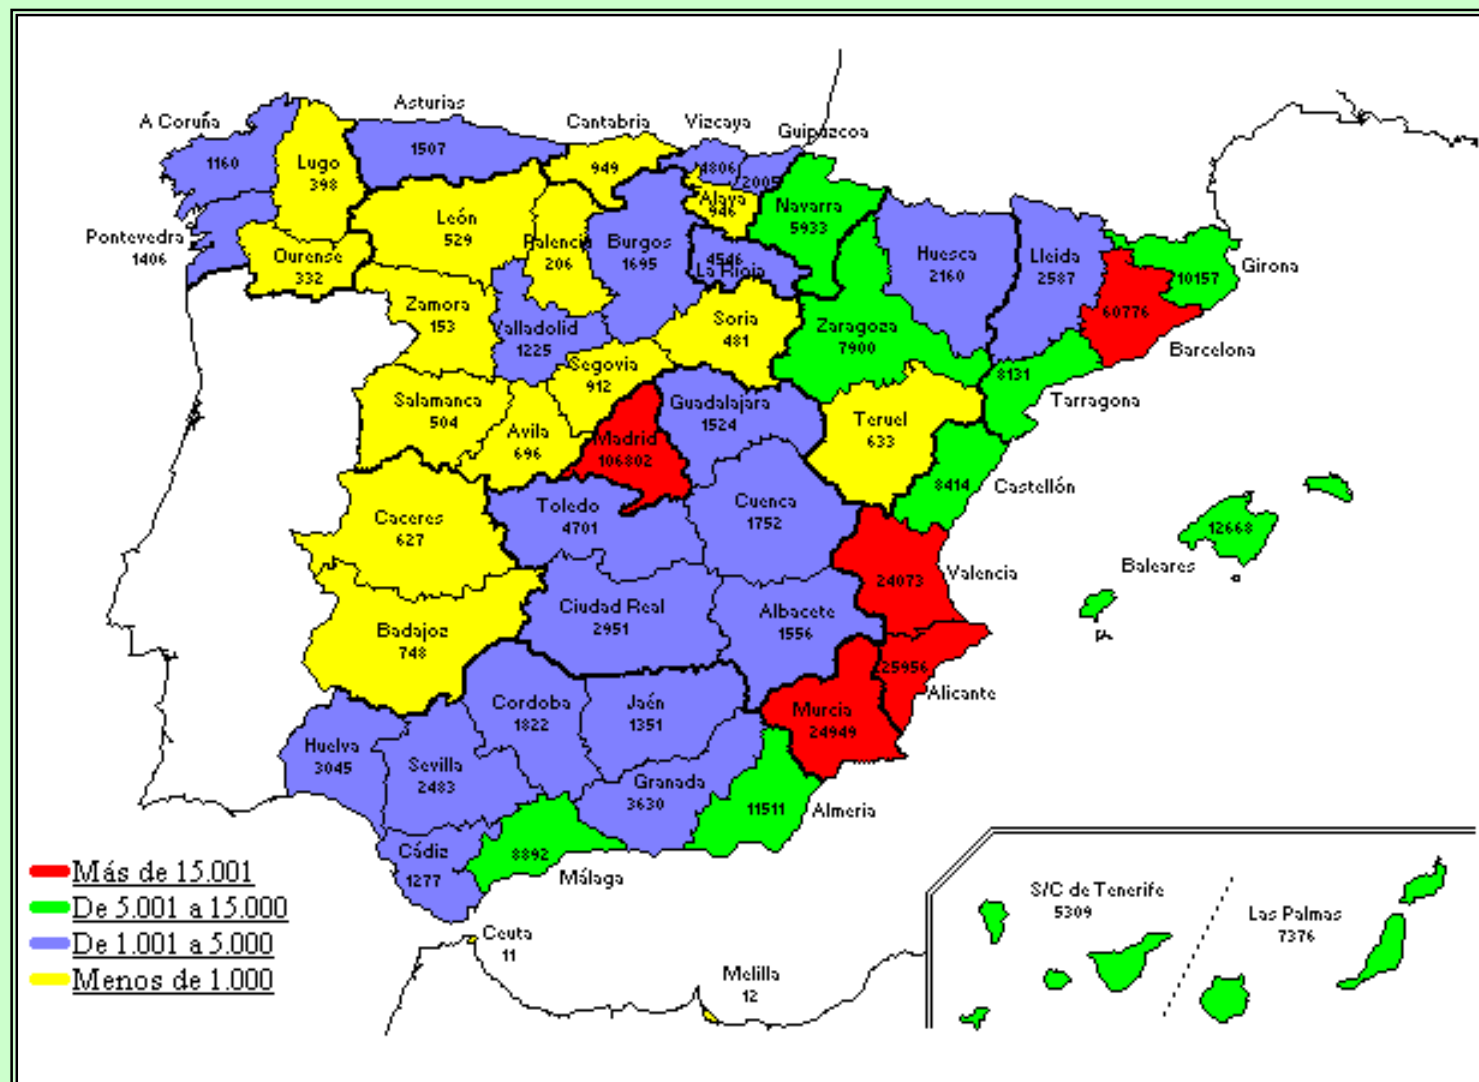 Asturias
A Coruña
1160
Lugo
398
1507
Cantabria
949
Vizcaya
4806
Guipúzcoa
2005
Alava
946
Navarra
5933
Pontevedra
1406
Ourense
332
León
529
Palencia
206
Burgos
1695
4546
La Rioja
Huesca
2160
Lleida
2587
10157
Girona
60776
Barcelona
Zamora
153
Valladolid
1225
Soria
481
Zaragoza
7900
8131
Tarragona
Segovia
912
Salamanca
504
Avila
696
Madrid
106802
Guadalajara
1524
Teruel
633
8414
Castellón
Caceres
627
Toledo
4701
Cuenca
1752
12668
Baleares
24073
Valencia
Badajoz
748
Ciudad Real
2951
Albacete
1556
25956
Alicante
Cordoba
1822
Jaén
1351
Murcia
24949
Huelva
3045
Sevilla
2483
Granada
3630
11511
Almeria
Cádiz
1277
8892
Málaga
Más de 15.001
De 5.001 a 15.000
De 1.001 a 5.000
Menos de 1.000
Ceuta
11
Melilla
12
S/C de Tenerife
5309
Las Palmas
7376